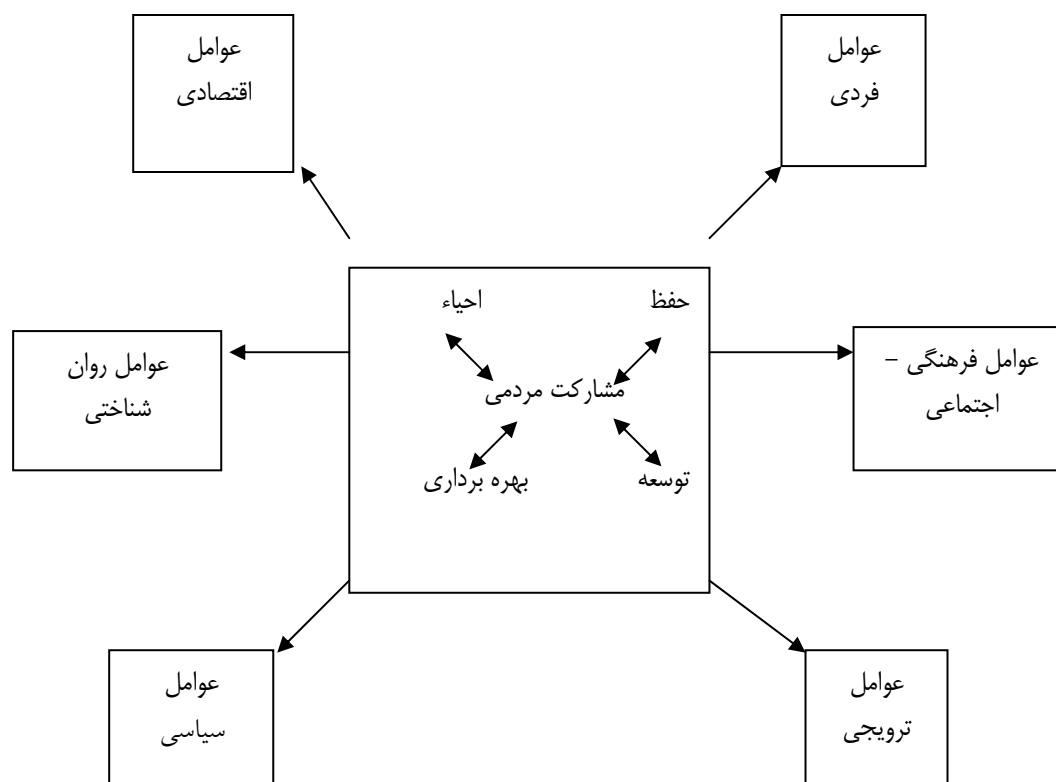 عوامل
فردی
عوامل
اقتصادی
حفظ
احیاء
عوامل فرهنگی –
اجتماعی
مشارکت مردمی
عوامل روان
شناختی
توسعه
بهره برداری
عوامل
ترویجی
عوامل
سیاسی